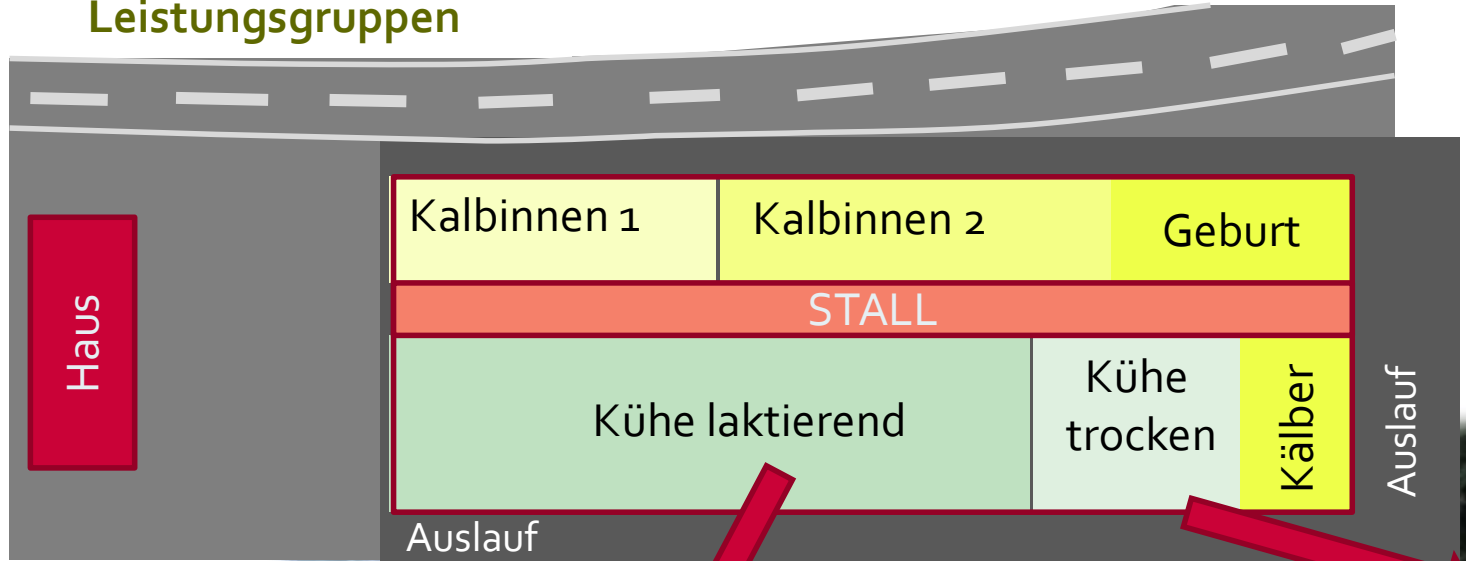 Leistungsgruppen
Kalbinnen 1
Kalbinnen 2
Geburt
Haus
STALL
Kühe laktierend
Kühe
trocken
Kälber
Auslauf
Auslauf